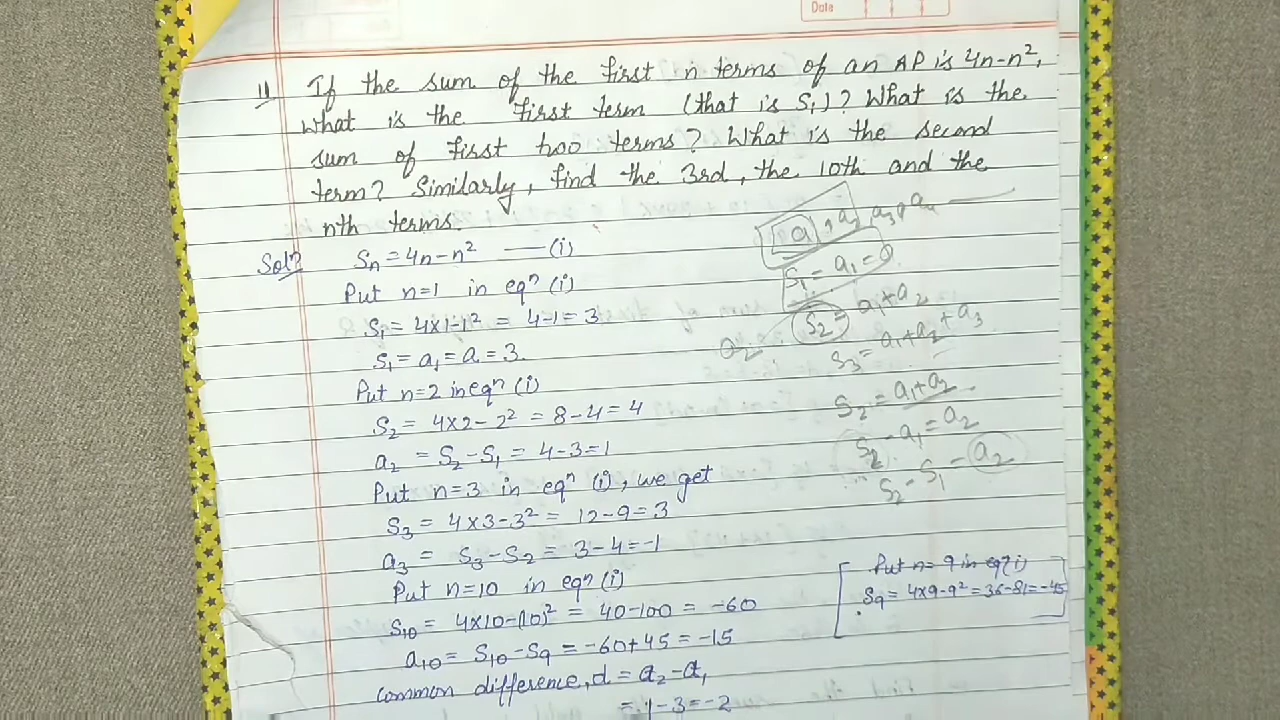 Date
11 If the sum of the first n terms of an AP is 4n-n²,
what is the first term (that is S₁)? What is the
sum of first two terms? What is the second
term? Similarly, find the 3rd, the 10th and the
nth terms.
Solⁿ Sn = 4n-n² —(i)
Put n=1 in eqⁿ (i)
S₁ = 4×1-1² = 4-1=3
S₁ = a₁ = a = 3.
Put n=2 in eqⁿ (i)
S₂ = 4×2-2² = 8-4=4
a₂ = S₂-S₁ = 4-3=1
Put n=3 in eqⁿ (i), we get
S₃ = 4×3-3² = 12-9=3
a₃ = S₃-S₂ = 3-4=-1
Put n=10 in eqⁿ (i)
S₁₀ = 4×10-(10)² = 40-100 = -60
a₁₀ = S₁₀-S₉ = -60+45 = -15
common difference, d = a₂-a₁
= 1-3=-2
a₁, a₂, a₃, a₄
S₁ = a₁ = a
a₂ S₂ = a₁+a₂
S₃ = a₁+a₂+a₃
S₂ = a₁+a₂
S₂-a₁ = a₂
S₂-S₁ = a₂
Put n=9 in eqⁿ(i)
S₉ = 4×9-9² = 36-81=-45